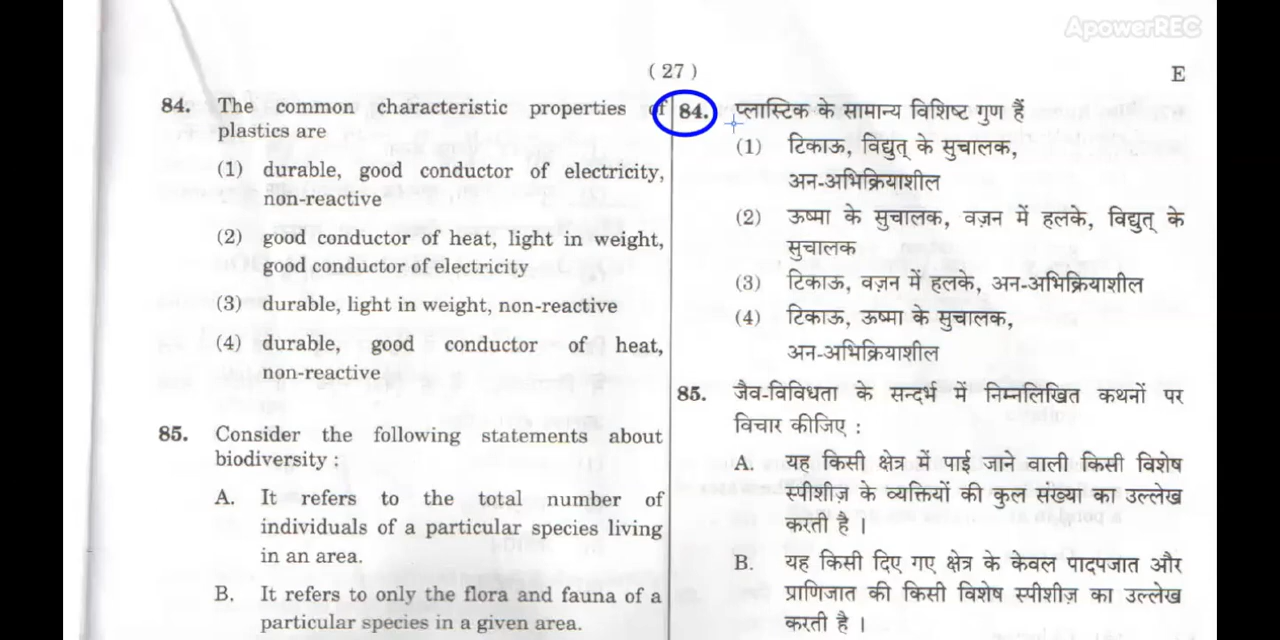 ApowerREC
( 27 )
E
84. The common characteristic properties of
plastics are
(1) durable, good conductor of electricity,
non-reactive
(2) good conductor of heat, light in weight,
good conductor of electricity
(3) durable, light in weight, non-reactive
(4) durable, good conductor of heat,
non-reactive
85. Consider the following statements about
biodiversity :
A. It refers to the total number of
individuals of a particular species living
in an area.
B. It refers to only the flora and fauna of a
particular species in a given area.
84. प्लास्टिक के सामान्य विशिष्ट गुण हैं
(1) टिकाऊ, विद्युत् के सुचालक,
अन-अभिक्रियाशील
(2) ऊष्मा के सुचालक, वज़न में हलके, विद्युत् के
सुचालक
(3) टिकाऊ, वज़न में हलके, अन-अभिक्रियाशील
(4) टिकाऊ, ऊष्मा के सुचालक,
अन-अभिक्रियाशील
85. जैव-विविधता के सन्दर्भ में निम्नलिखित कथनों पर
विचार कीजिए :
A. यह किसी क्षेत्र में पाई जाने वाली किसी विशेष
स्पीशीज़ के व्यक्तियों की कुल संख्या का उल्लेख
करती है ।
B. यह किसी दिए गए क्षेत्र के केवल पादपजात और
प्राणिजात की किसी विशेष स्पीशीज़ का उल्लेख
करती है ।